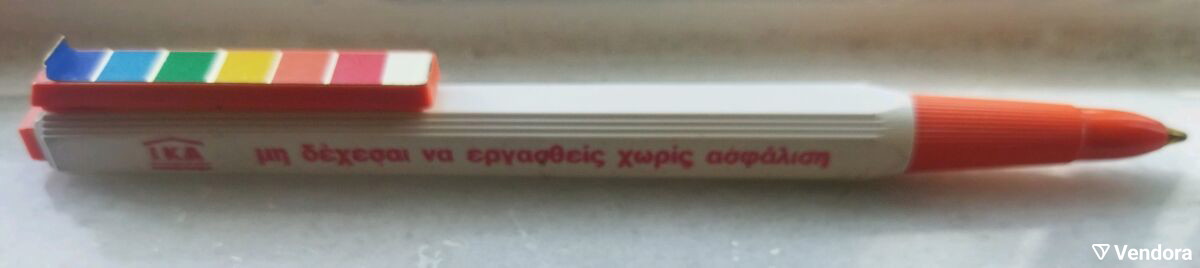 ΙΚΑ
μη δέχεσαι να εργασθείς χωρίς ασφάλιση
Vendora